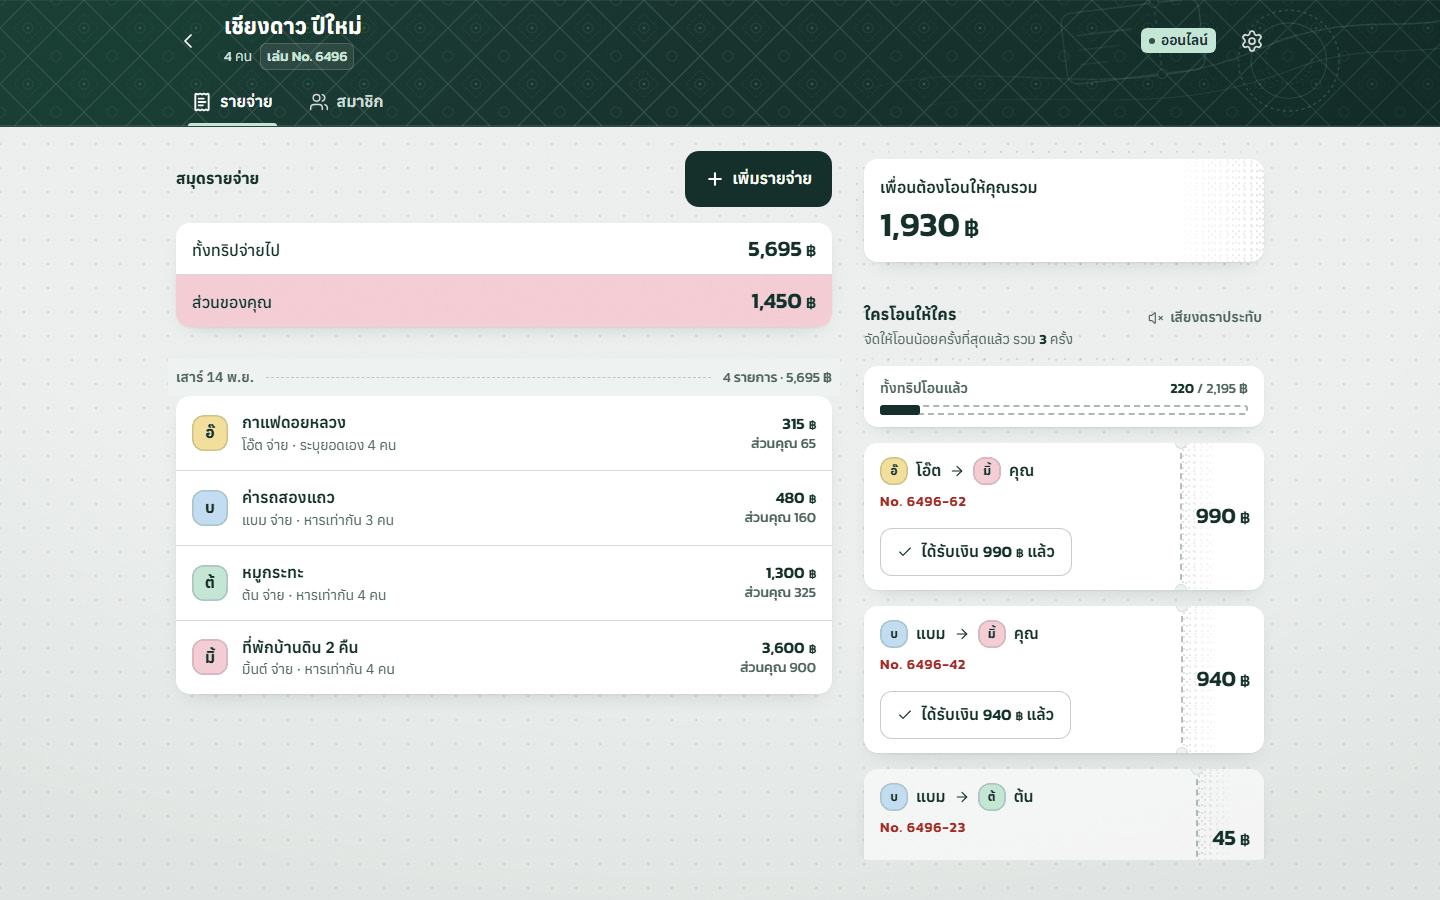 เชียงดาว ปีใหม่
4 คน เล่ม No. 6496
ออนไลน์
รายจ่าย สมาชิก
สมุดรายจ่าย
เพิ่มรายจ่าย
ทั้งทริปจ่ายไป 5,695 ฿
ส่วนของคุณ 1,450 ฿
เสาร์ 14 พ.ย. 4 รายการ · 5,695 ฿
อ๊ กาแฟดอยหลวง 315 ฿
โอ๊ต จ่าย · ระบุยอดเอง 4 คน ส่วนคุณ 65
บ ค่ารถสองแถว 480 ฿
แบม จ่าย · หารเท่ากัน 3 คน ส่วนคุณ 160
ต้ หมูกระทะ 1,300 ฿
ต้น จ่าย · หารเท่ากัน 4 คน ส่วนคุณ 325
มิ้ ที่พักบ้านดิน 2 คืน 3,600 ฿
มิ้นต์ จ่าย · หารเท่ากัน 4 คน ส่วนคุณ 900
เพื่อนต้องโอนให้คุณรวม
1,930 ฿
ใครโอนให้ใคร
เสียงตราประทับ
จัดให้โอนน้อยครั้งที่สุดแล้ว รวม 3 ครั้ง
ทั้งทริปโอนแล้ว 220 / 2,195 ฿
อ๊ โอ๊ต → มิ้ คุณ
No. 6496-62
990 ฿
ได้รับเงิน 990 ฿ แล้ว
บ แบม → มิ้ คุณ
No. 6496-42
940 ฿
ได้รับเงิน 940 ฿ แล้ว
บ แบม → ต้ ต้น
No. 6496-23
45 ฿